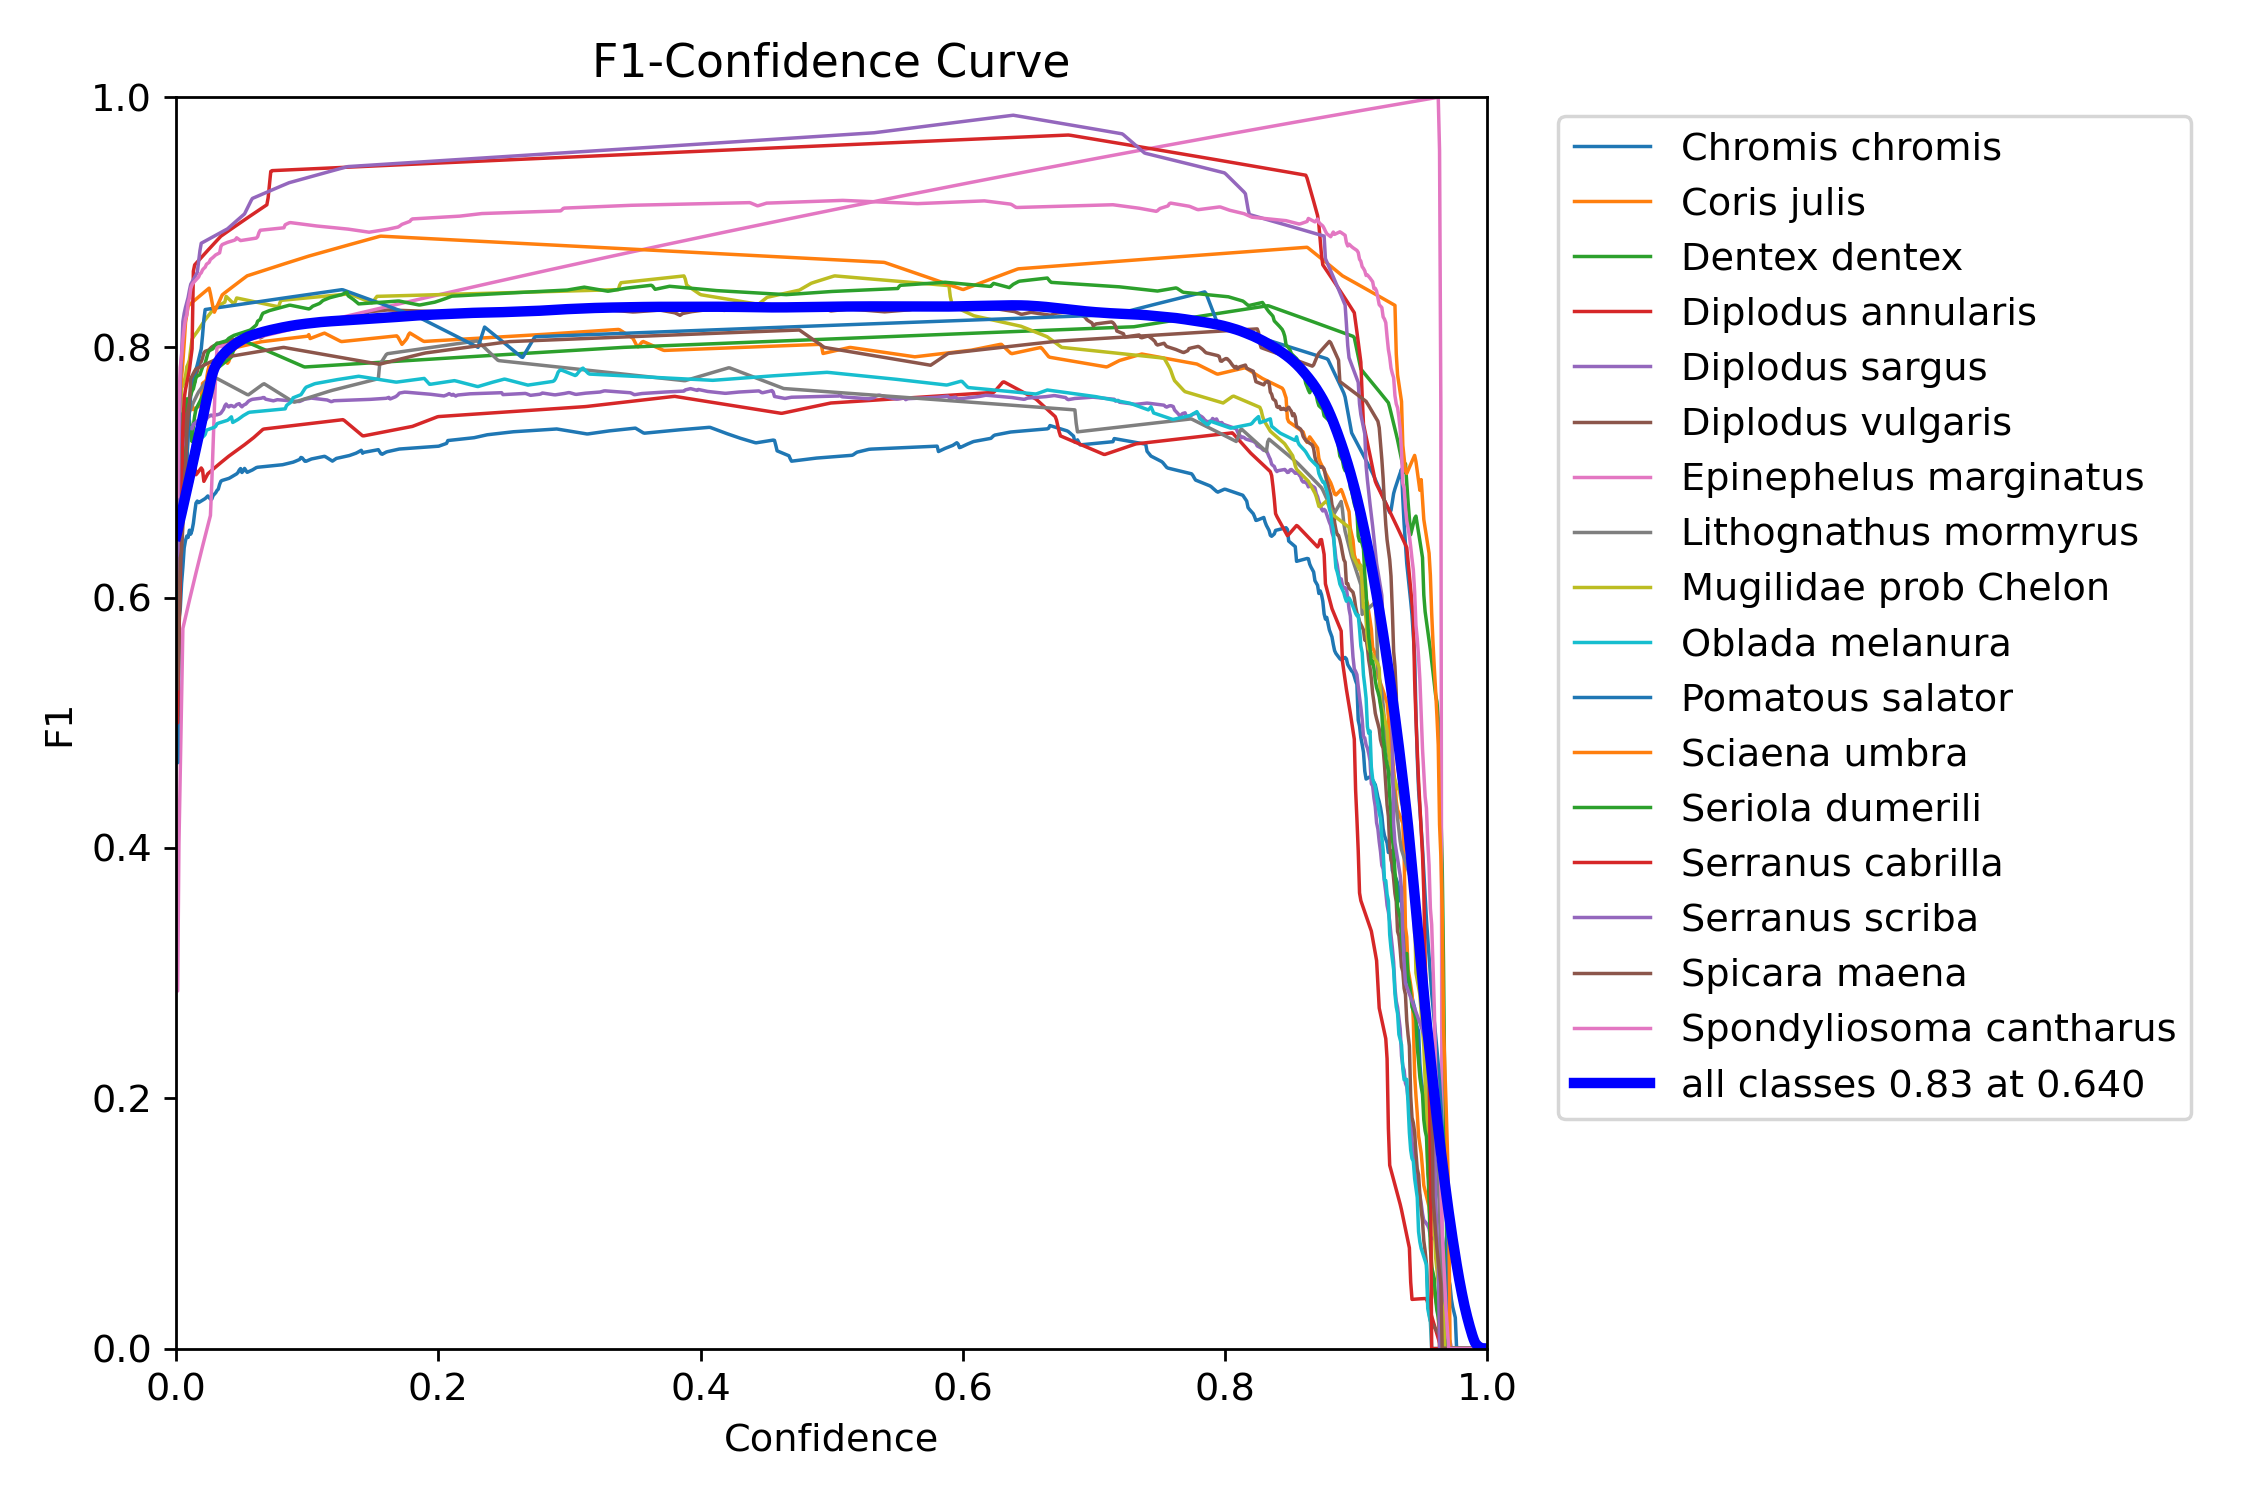 F1-Confidence Curve
1.0
0.8
0.6
0.4
0.2
0.0
F1
0.0 0.2 0.4 0.6 0.8 1.0
Confidence
Chromis chromis
Coris julis
Dentex dentex
Diplodus annularis
Diplodus sargus
Diplodus vulgaris
Epinephelus marginatus
Lithognathus mormyrus
Mugilidae prob Chelon
Oblada melanura
Pomatous salator
Sciaena umbra
Seriola dumerili
Serranus cabrilla
Serranus scriba
Spicara maena
Spondyliosoma cantharus
all classes 0.83 at 0.640